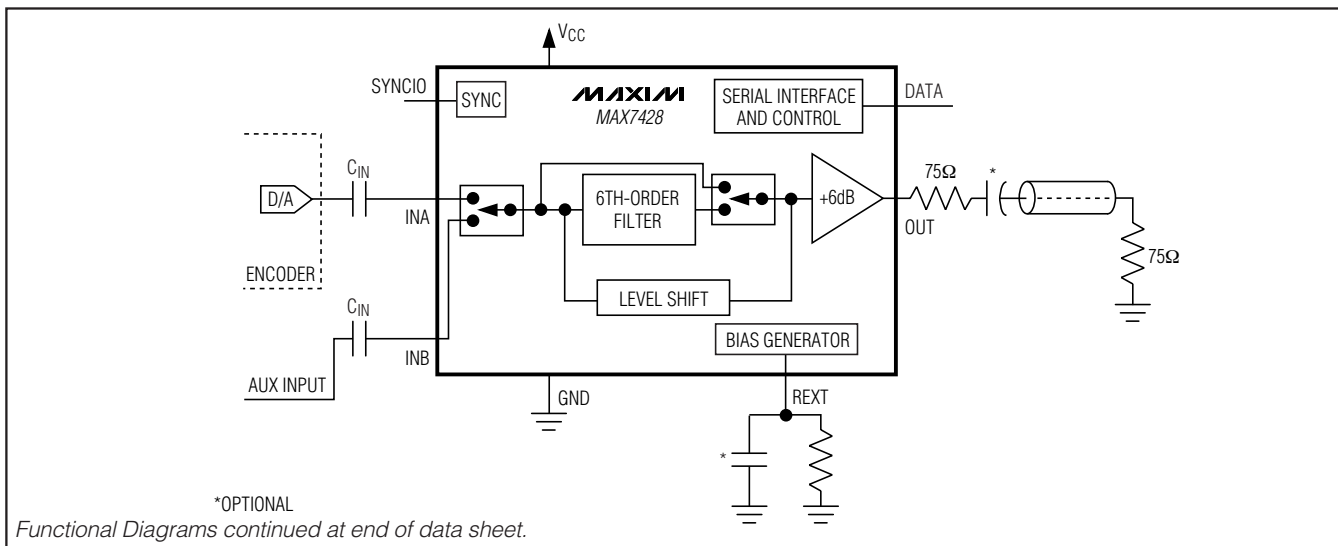 VCC
SYNCIO
SYNC
MAXIM
MAX7428
SERIAL INTERFACE
AND CONTROL
DATA
D/A
ENCODER
CIN
INA
6TH-ORDER
FILTER
+6dB
OUT
75Ω
*
75Ω
LEVEL SHIFT
CIN
INB
AUX INPUT
BIAS GENERATOR
GND
REXT
*
*OPTIONAL
Functional Diagrams continued at end of data sheet.